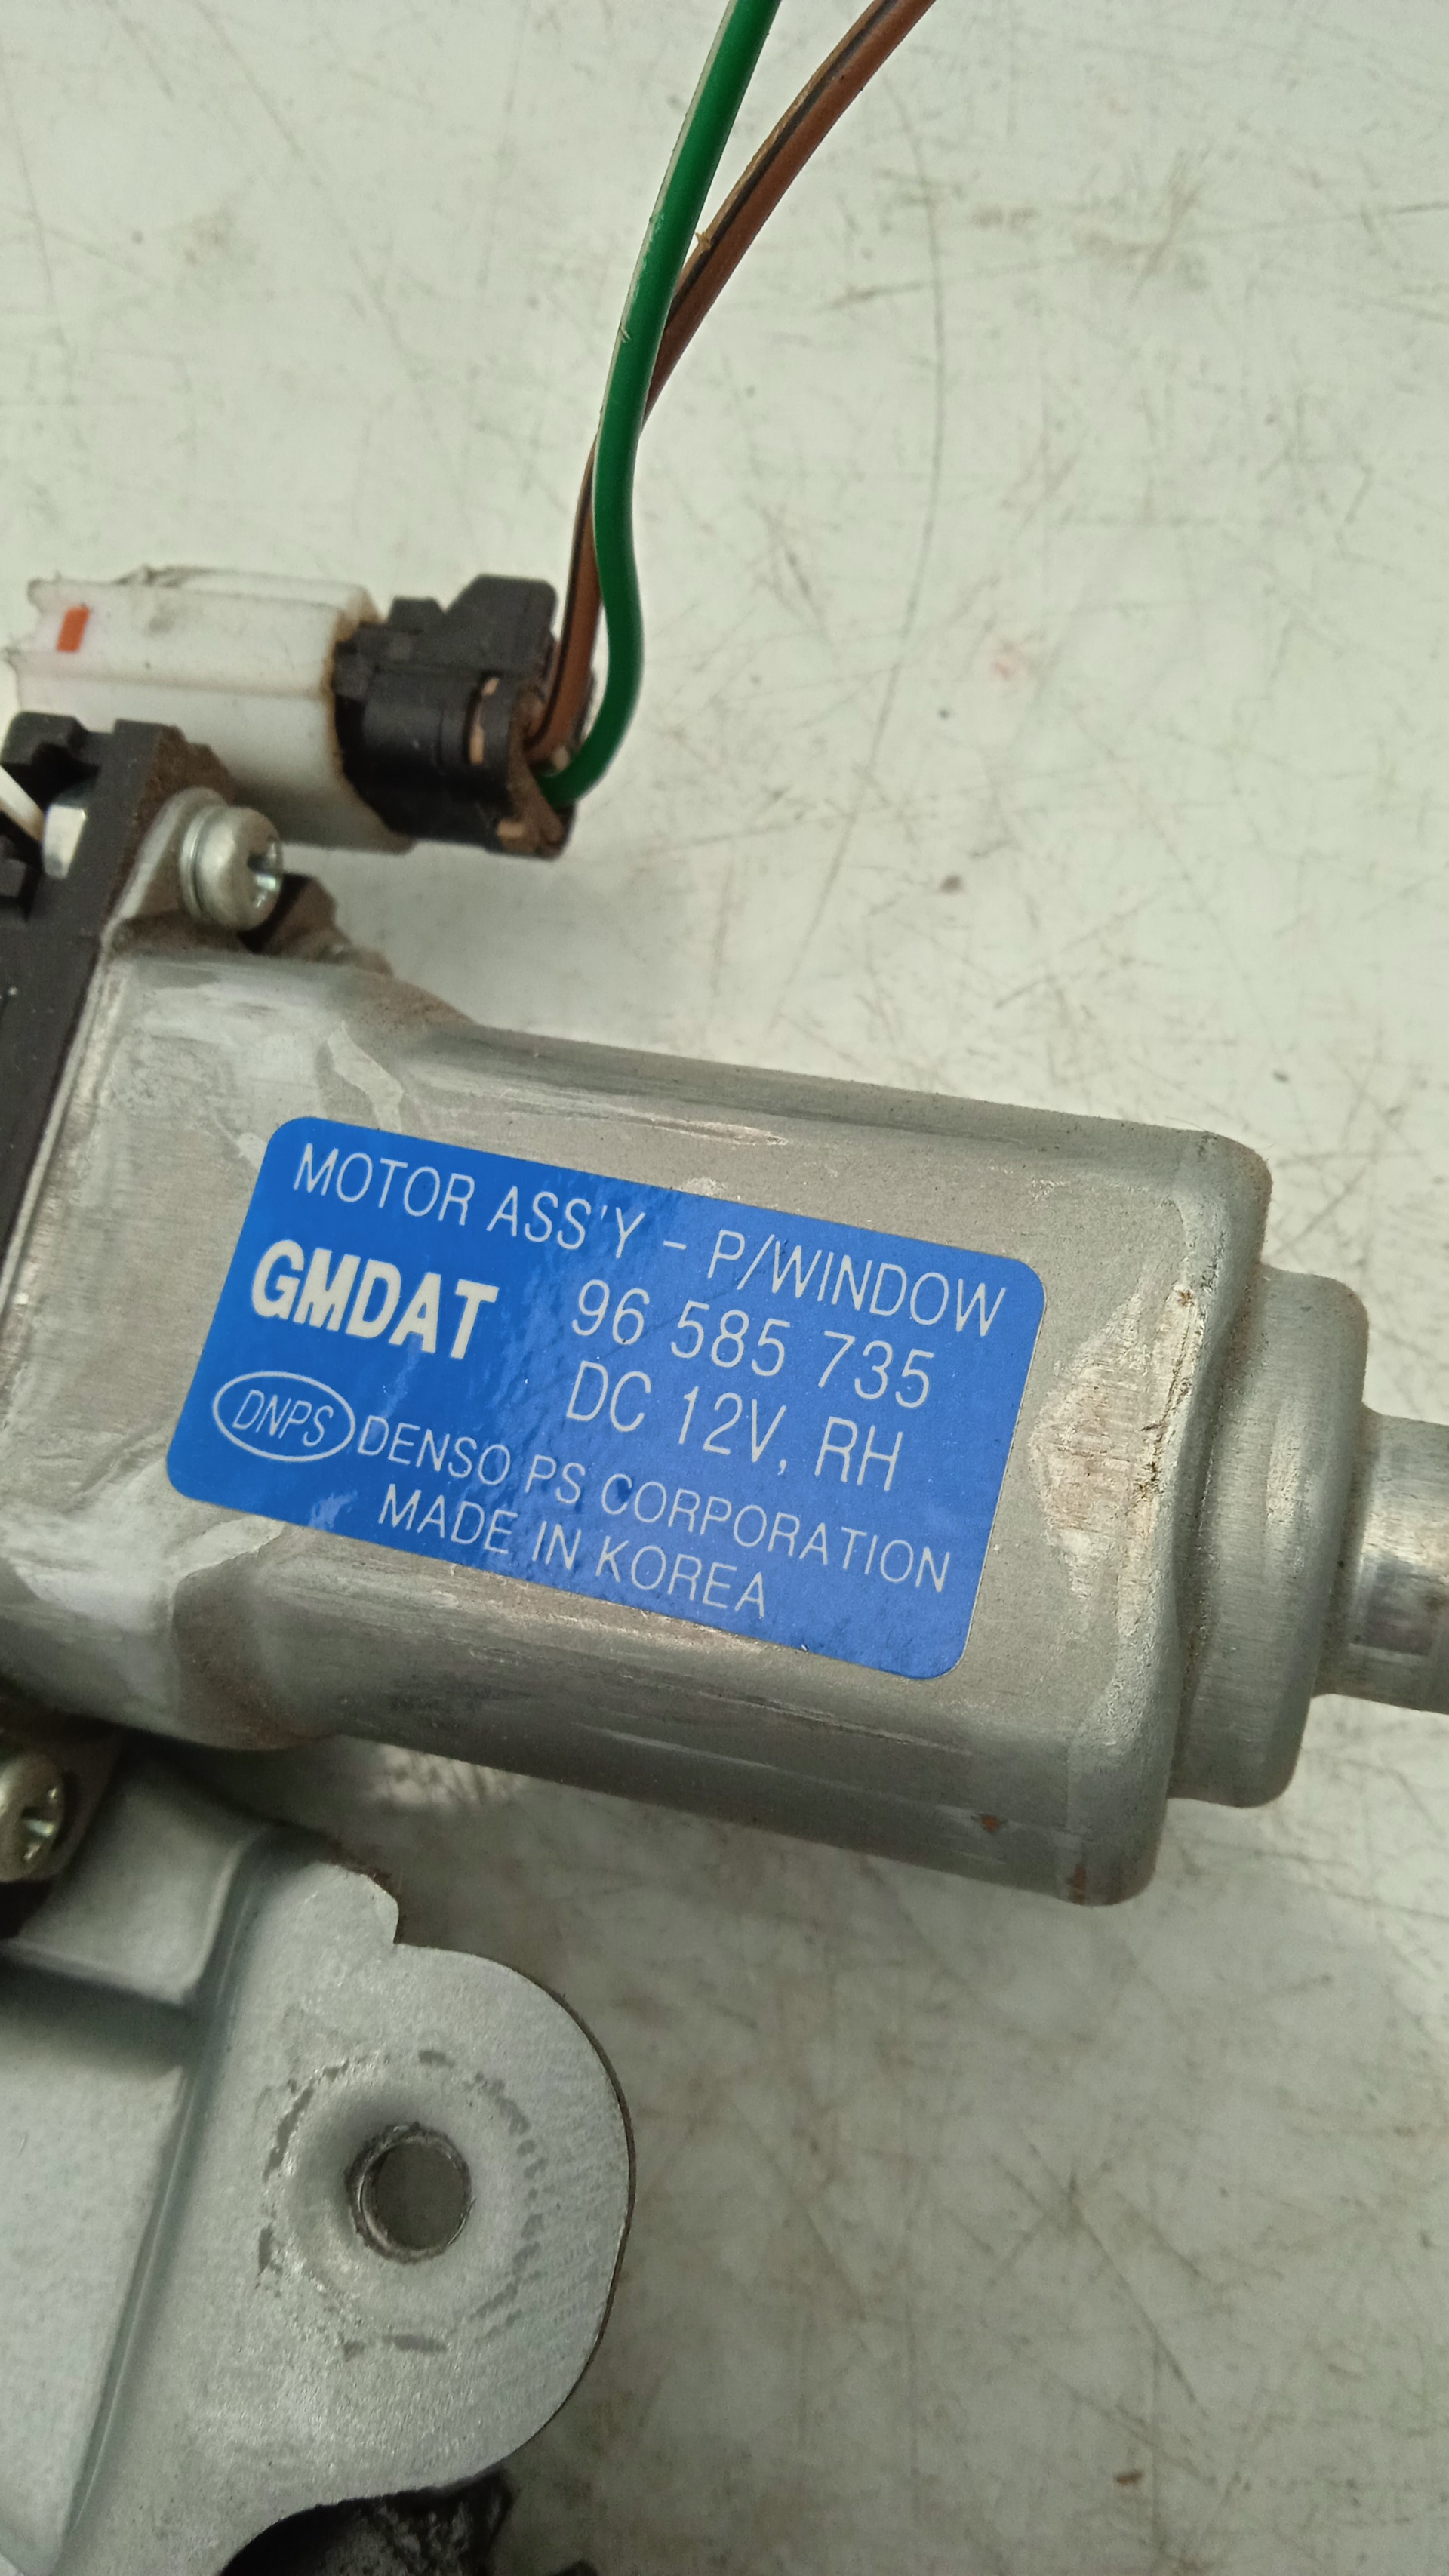 MOTOR ASS'Y - P/WINDOW
GMDAT 96 585 735
DC 12V, RH
DNPS DENSO PS CORPORATION
MADE IN KOREA